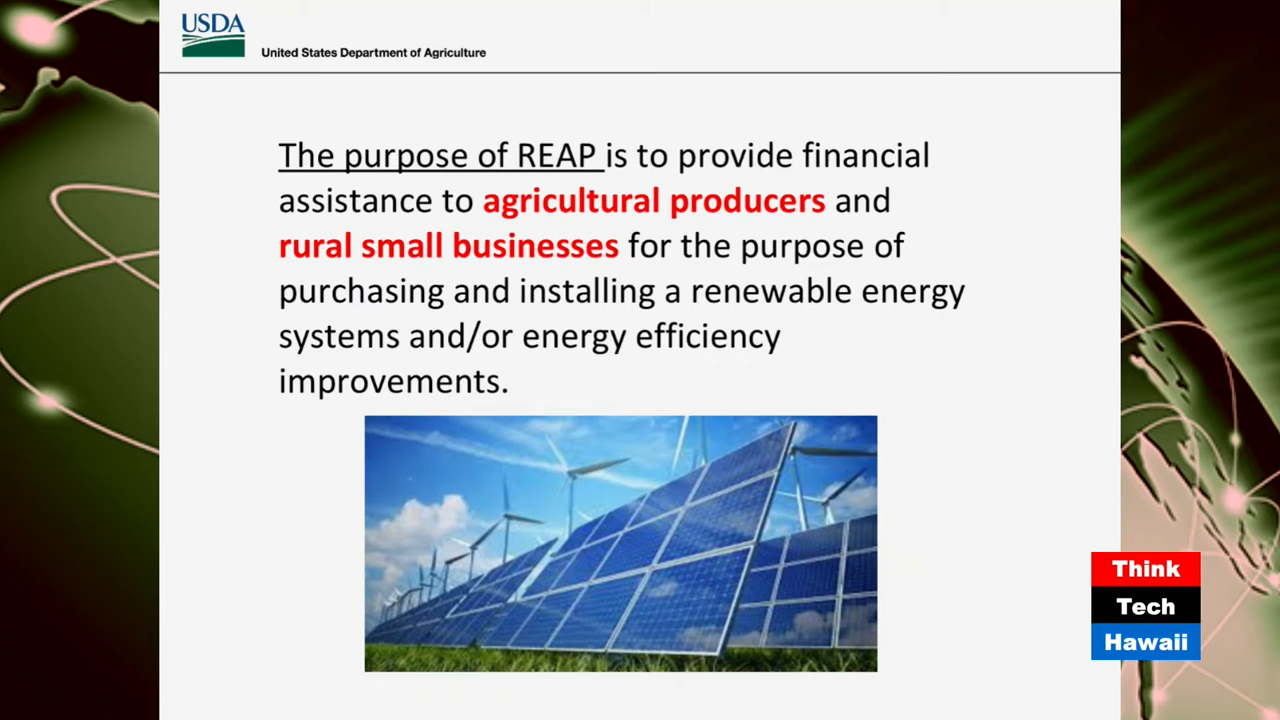 USDA
United States Department of Agriculture
The purpose of REAP is to provide financial
assistance to agricultural producers and
rural small businesses for the purpose of
purchasing and installing a renewable energy
systems and/or energy efficiency
improvements.
Think
Tech
Hawaii